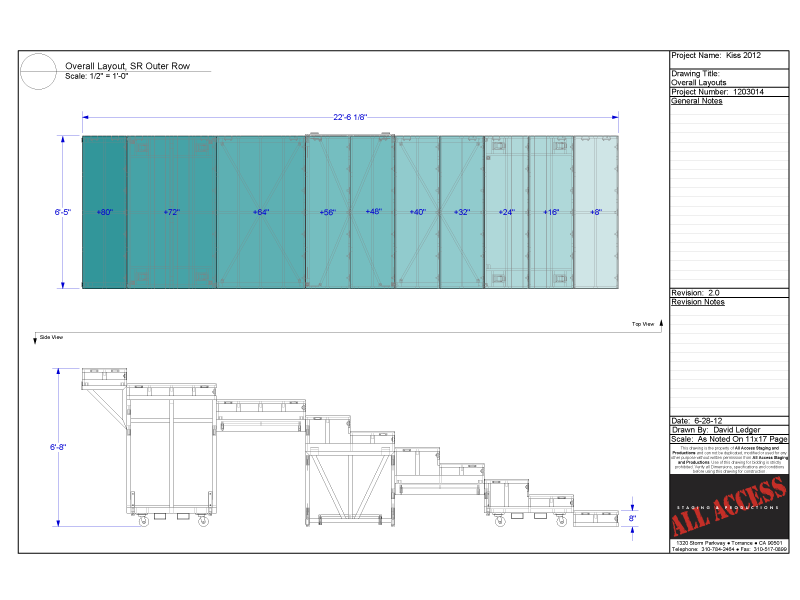 Overall Layout, SR Outer Row
Scale: 1/2" = 1'-0"
22'-6 1/8"
6'-5"
+80"
+72"
+64"
+56"
+48"
+40"
+32"
+24"
+16"
+8"
Top View
Side View
6'-8"
8"
Project Name: Kiss 2012
Drawing Title:
Overall Layouts
Project Number: 1203014
General Notes
Revision: 2.0
Revision Notes
Date: 6-28-12
Drawn By: David Ledger
Scale: As Noted On 11x17 Page
This drawing is the property of All Access Staging and
Productions and can not be duplicated, modified or used for any
other purpose without written permission from All Access Staging
and Productions. Use of this drawing for bidding is strictly
prohibited. Verify all Dimensions, specifications and conditions
before using this drawing for construction.
ALL ACCESS
STAGING & PRODUCTIONS
1320 Storm Parkway ● Torrance ● CA 90501
Telephone: 310-784-2464 ● Fax: 310-517-0899